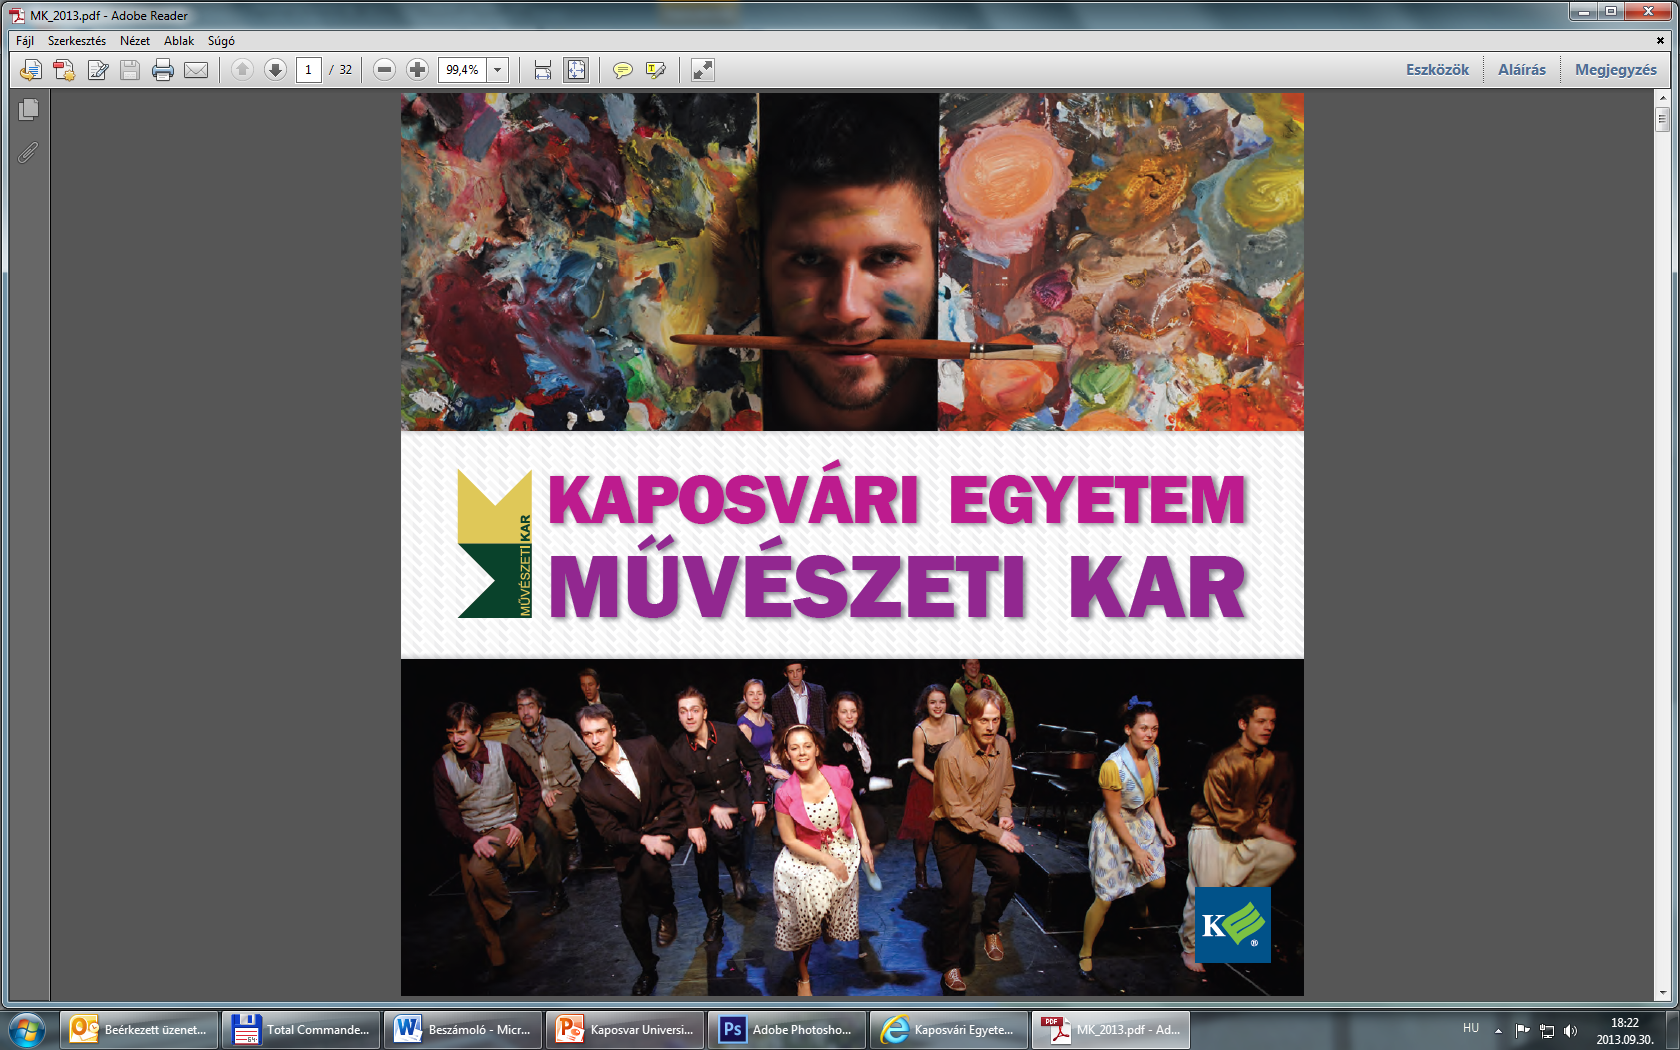 MK_2013.pdf - Adobe Reader
Fájl Szerkesztés Nézet Ablak Súgó
1 / 32 99,4% Eszközök Aláírás Megjegyzés
KAPOSVÁRI EGYETEM
MŰVÉSZETI KAR
MŰVÉSZETI KAR
KE ®
Beérkezett üzenet... Total Commande... Beszámoló - Micr... Kaposvar Universi... Adobe Photosho... Kaposvári Egyete... MK_2013.pdf - Ad... HU 18:22
2013.09.30.